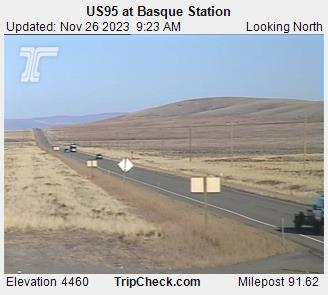 US95 at Basque Station
Updated: Nov 26 2023 9:23 AM Looking North
Elevation 4460 TripCheck.com Milepost 91.62